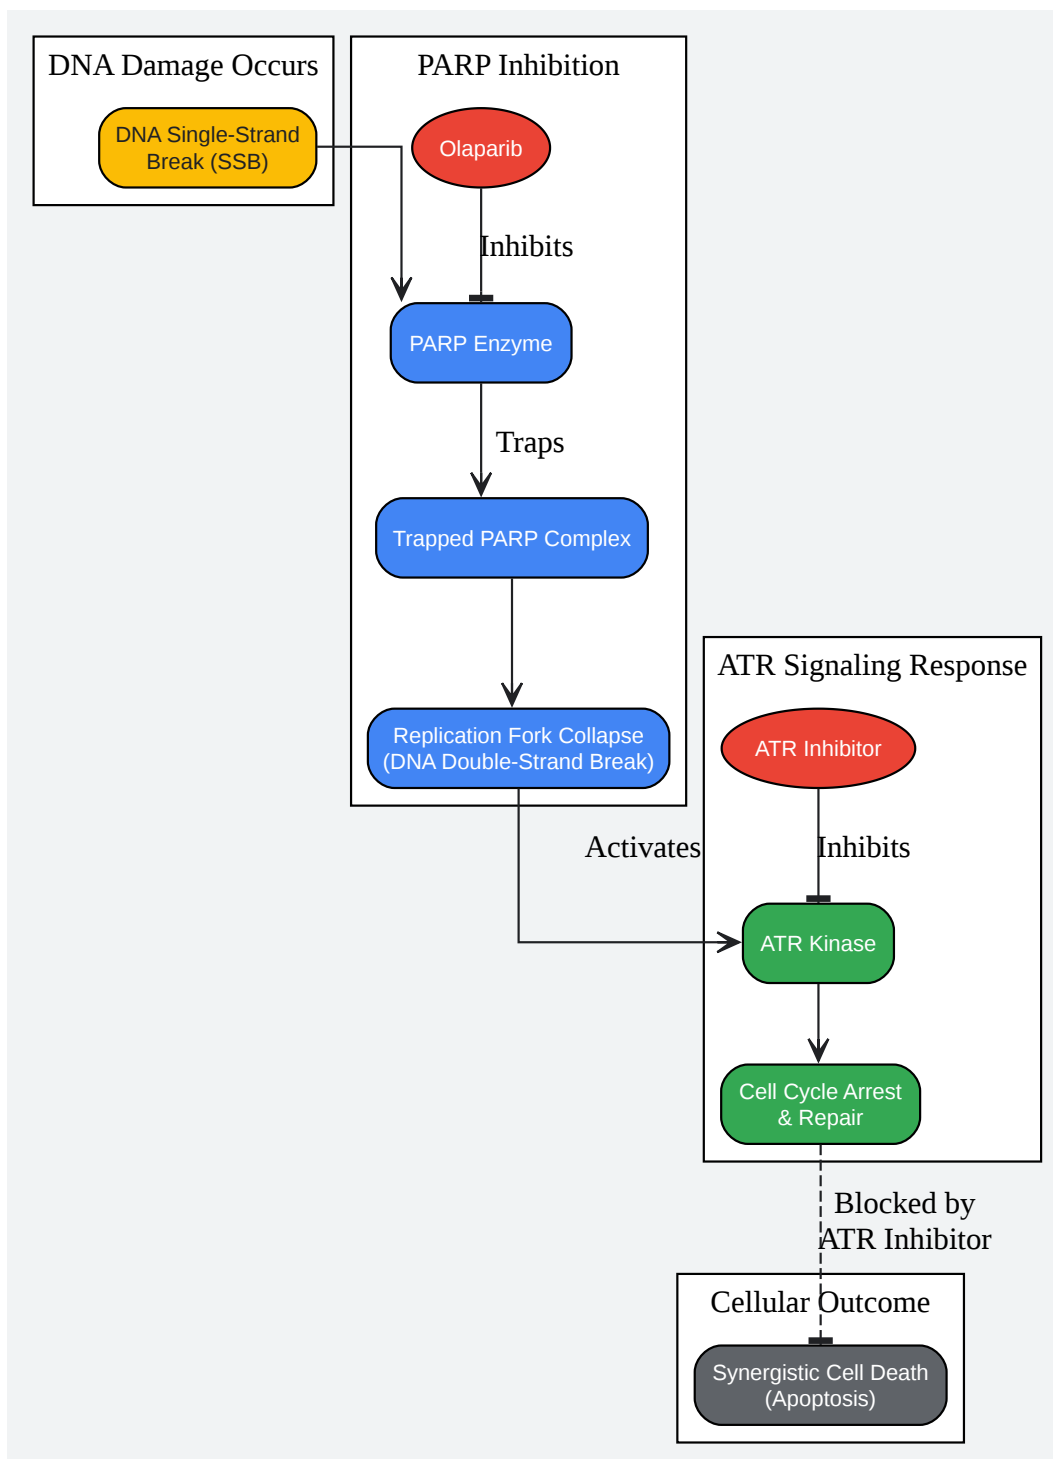 DNA Damage Occurs
DNA Single-Strand
Break (SSB)
PARP Inhibition
Olaparib
Inhibits
PARP Enzyme
Traps
Trapped PARP Complex
Replication Fork Collapse
(DNA Double-Strand Break)
Activates
ATR Signaling Response
ATR Inhibitor
Inhibits
ATR Kinase
Cell Cycle Arrest
& Repair
Blocked by
ATR Inhibitor
Cellular Outcome
Synergistic Cell Death
(Apoptosis)